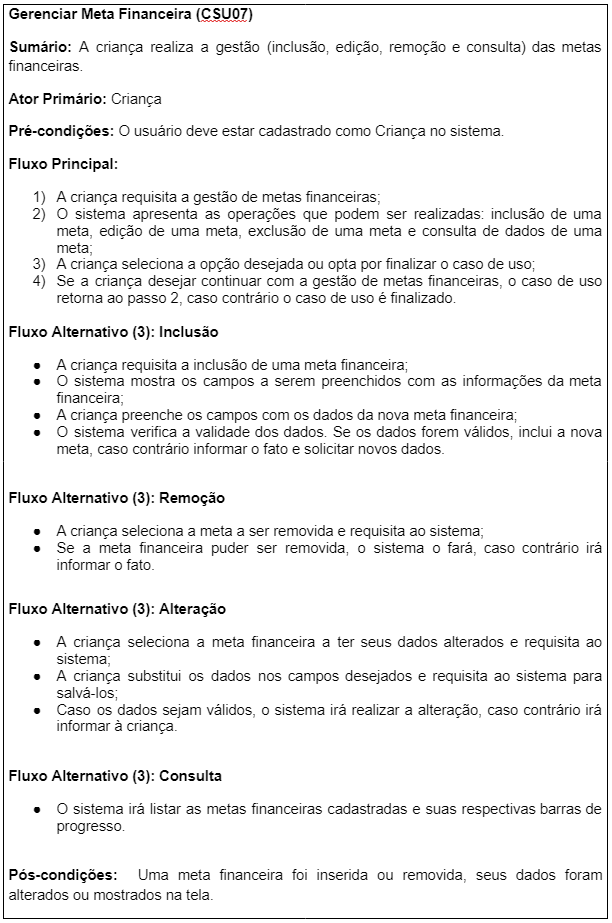 Gerenciar Meta Financeira (CSU07)
Sumário: A criança realiza a gestão (inclusão, edição, remoção e consulta) das metas
financeiras.
Ator Primário: Criança
Pré-condições: O usuário deve estar cadastrado como Criança no sistema.
Fluxo Principal:
1) A criança requisita a gestão de metas financeiras;
2) O sistema apresenta as operações que podem ser realizadas: inclusão de uma
meta, edição de uma meta, exclusão de uma meta e consulta de dados de uma
meta;
3) A criança seleciona a opção desejada ou opta por finalizar o caso de uso;
4) Se a criança desejar continuar com a gestão de metas financeiras, o caso de uso
retorna ao passo 2, caso contrário o caso de uso é finalizado.
Fluxo Alternativo (3): Inclusão
● A criança requisita a inclusão de uma meta financeira;
● O sistema mostra os campos a serem preenchidos com as informações da meta
financeira;
● A criança preenche os campos com os dados da nova meta financeira;
● O sistema verifica a validade dos dados. Se os dados forem válidos, inclui a nova
meta, caso contrário informar o fato e solicitar novos dados.
Fluxo Alternativo (3): Remoção
● A criança seleciona a meta a ser removida e requisita ao sistema;
● Se a meta financeira puder ser removida, o sistema o fará, caso contrário irá
informar o fato.
Fluxo Alternativo (3): Alteração
● A criança seleciona a meta financeira a ter seus dados alterados e requisita ao
sistema;
● A criança substitui os dados nos campos desejados e requisita ao sistema para
salvá-los;
● Caso os dados sejam válidos, o sistema irá realizar a alteração, caso contrário irá
informar à criança.
Fluxo Alternativo (3): Consulta
● O sistema irá listar as metas financeiras cadastradas e suas respectivas barras de
progresso.
Pós-condições: Uma meta financeira foi inserida ou removida, seus dados foram
alterados ou mostrados na tela.